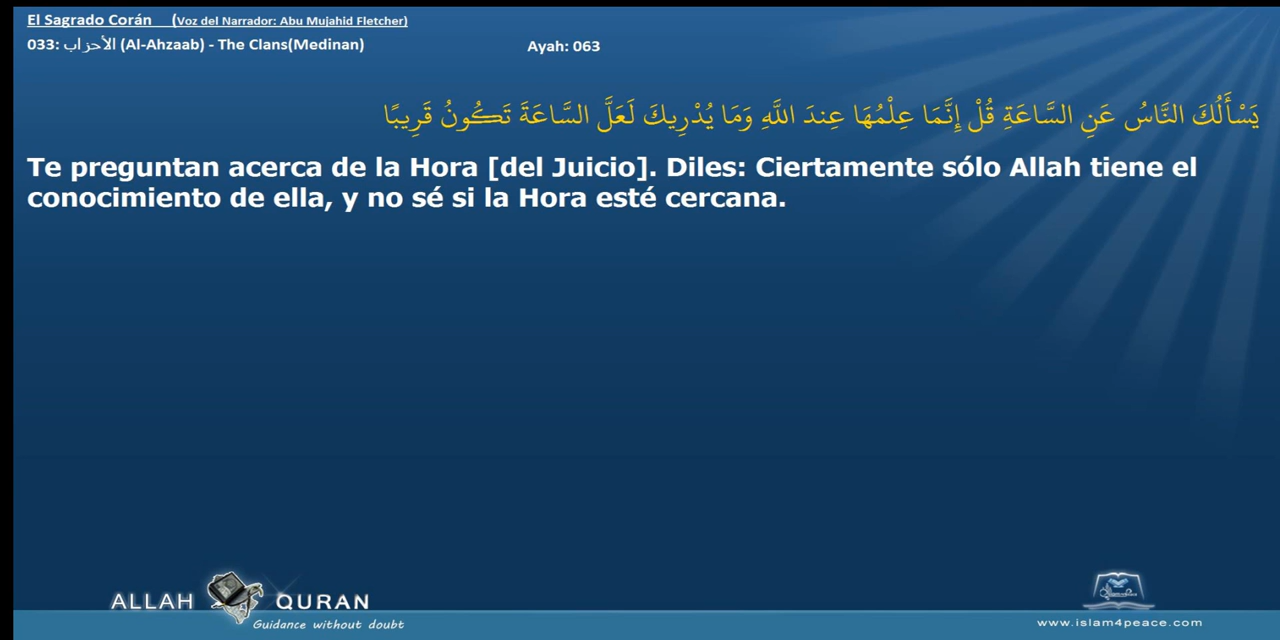 El Sagrado Corán (Voz del Narrador: Abu Mujahid Fletcher)
033: الأحزاب (Al-Ahzaab) - The Clans(Medinan) Ayah: 063
يَسْأَلُكَ النَّاسُ عَنِ السَّاعَةِ قُلْ إِنَّمَا عِلْمُهَا عِندَ اللَّهِ وَمَا يُدْرِيكَ لَعَلَّ السَّاعَةَ تَكُونُ قَرِيبًا
Te preguntan acerca de la Hora [del Juicio]. Diles: Ciertamente sólo Allah tiene el
conocimiento de ella, y no sé si la Hora esté cercana.
ALLAH QURAN
Guidance without doubt
www.islam4peace.com